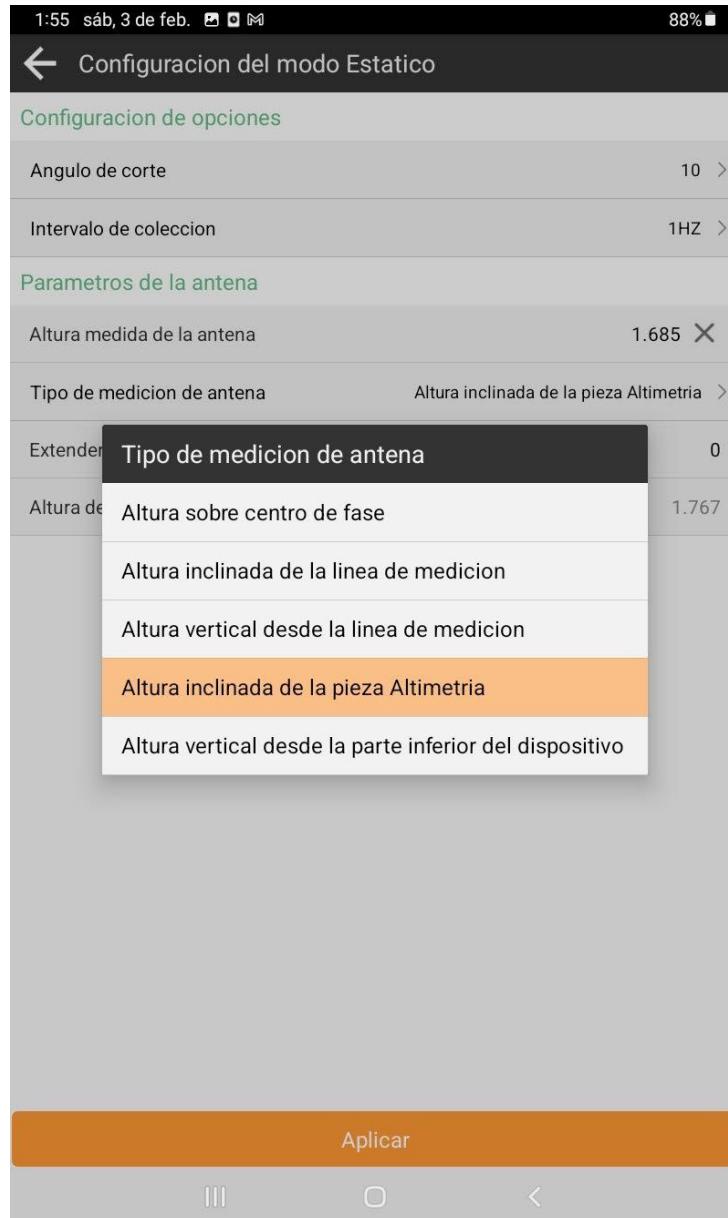 1:55 sáb, 3 de feb. 88%
Configuracion del modo Estatico
Configuracion de opciones
Angulo de corte 10
Intervalo de coleccion 1HZ
Parametros de la antena
Altura medida de la antena 1.685
Tipo de medicion de antena Altura inclinada de la pieza Altimetria
Extender 0
Altura de 1.767
Tipo de medicion de antena
Altura sobre centro de fase
Altura inclinada de la linea de medicion
Altura vertical desde la linea de medicion
Altura inclinada de la pieza Altimetria
Altura vertical desde la parte inferior del dispositivo
Aplicar